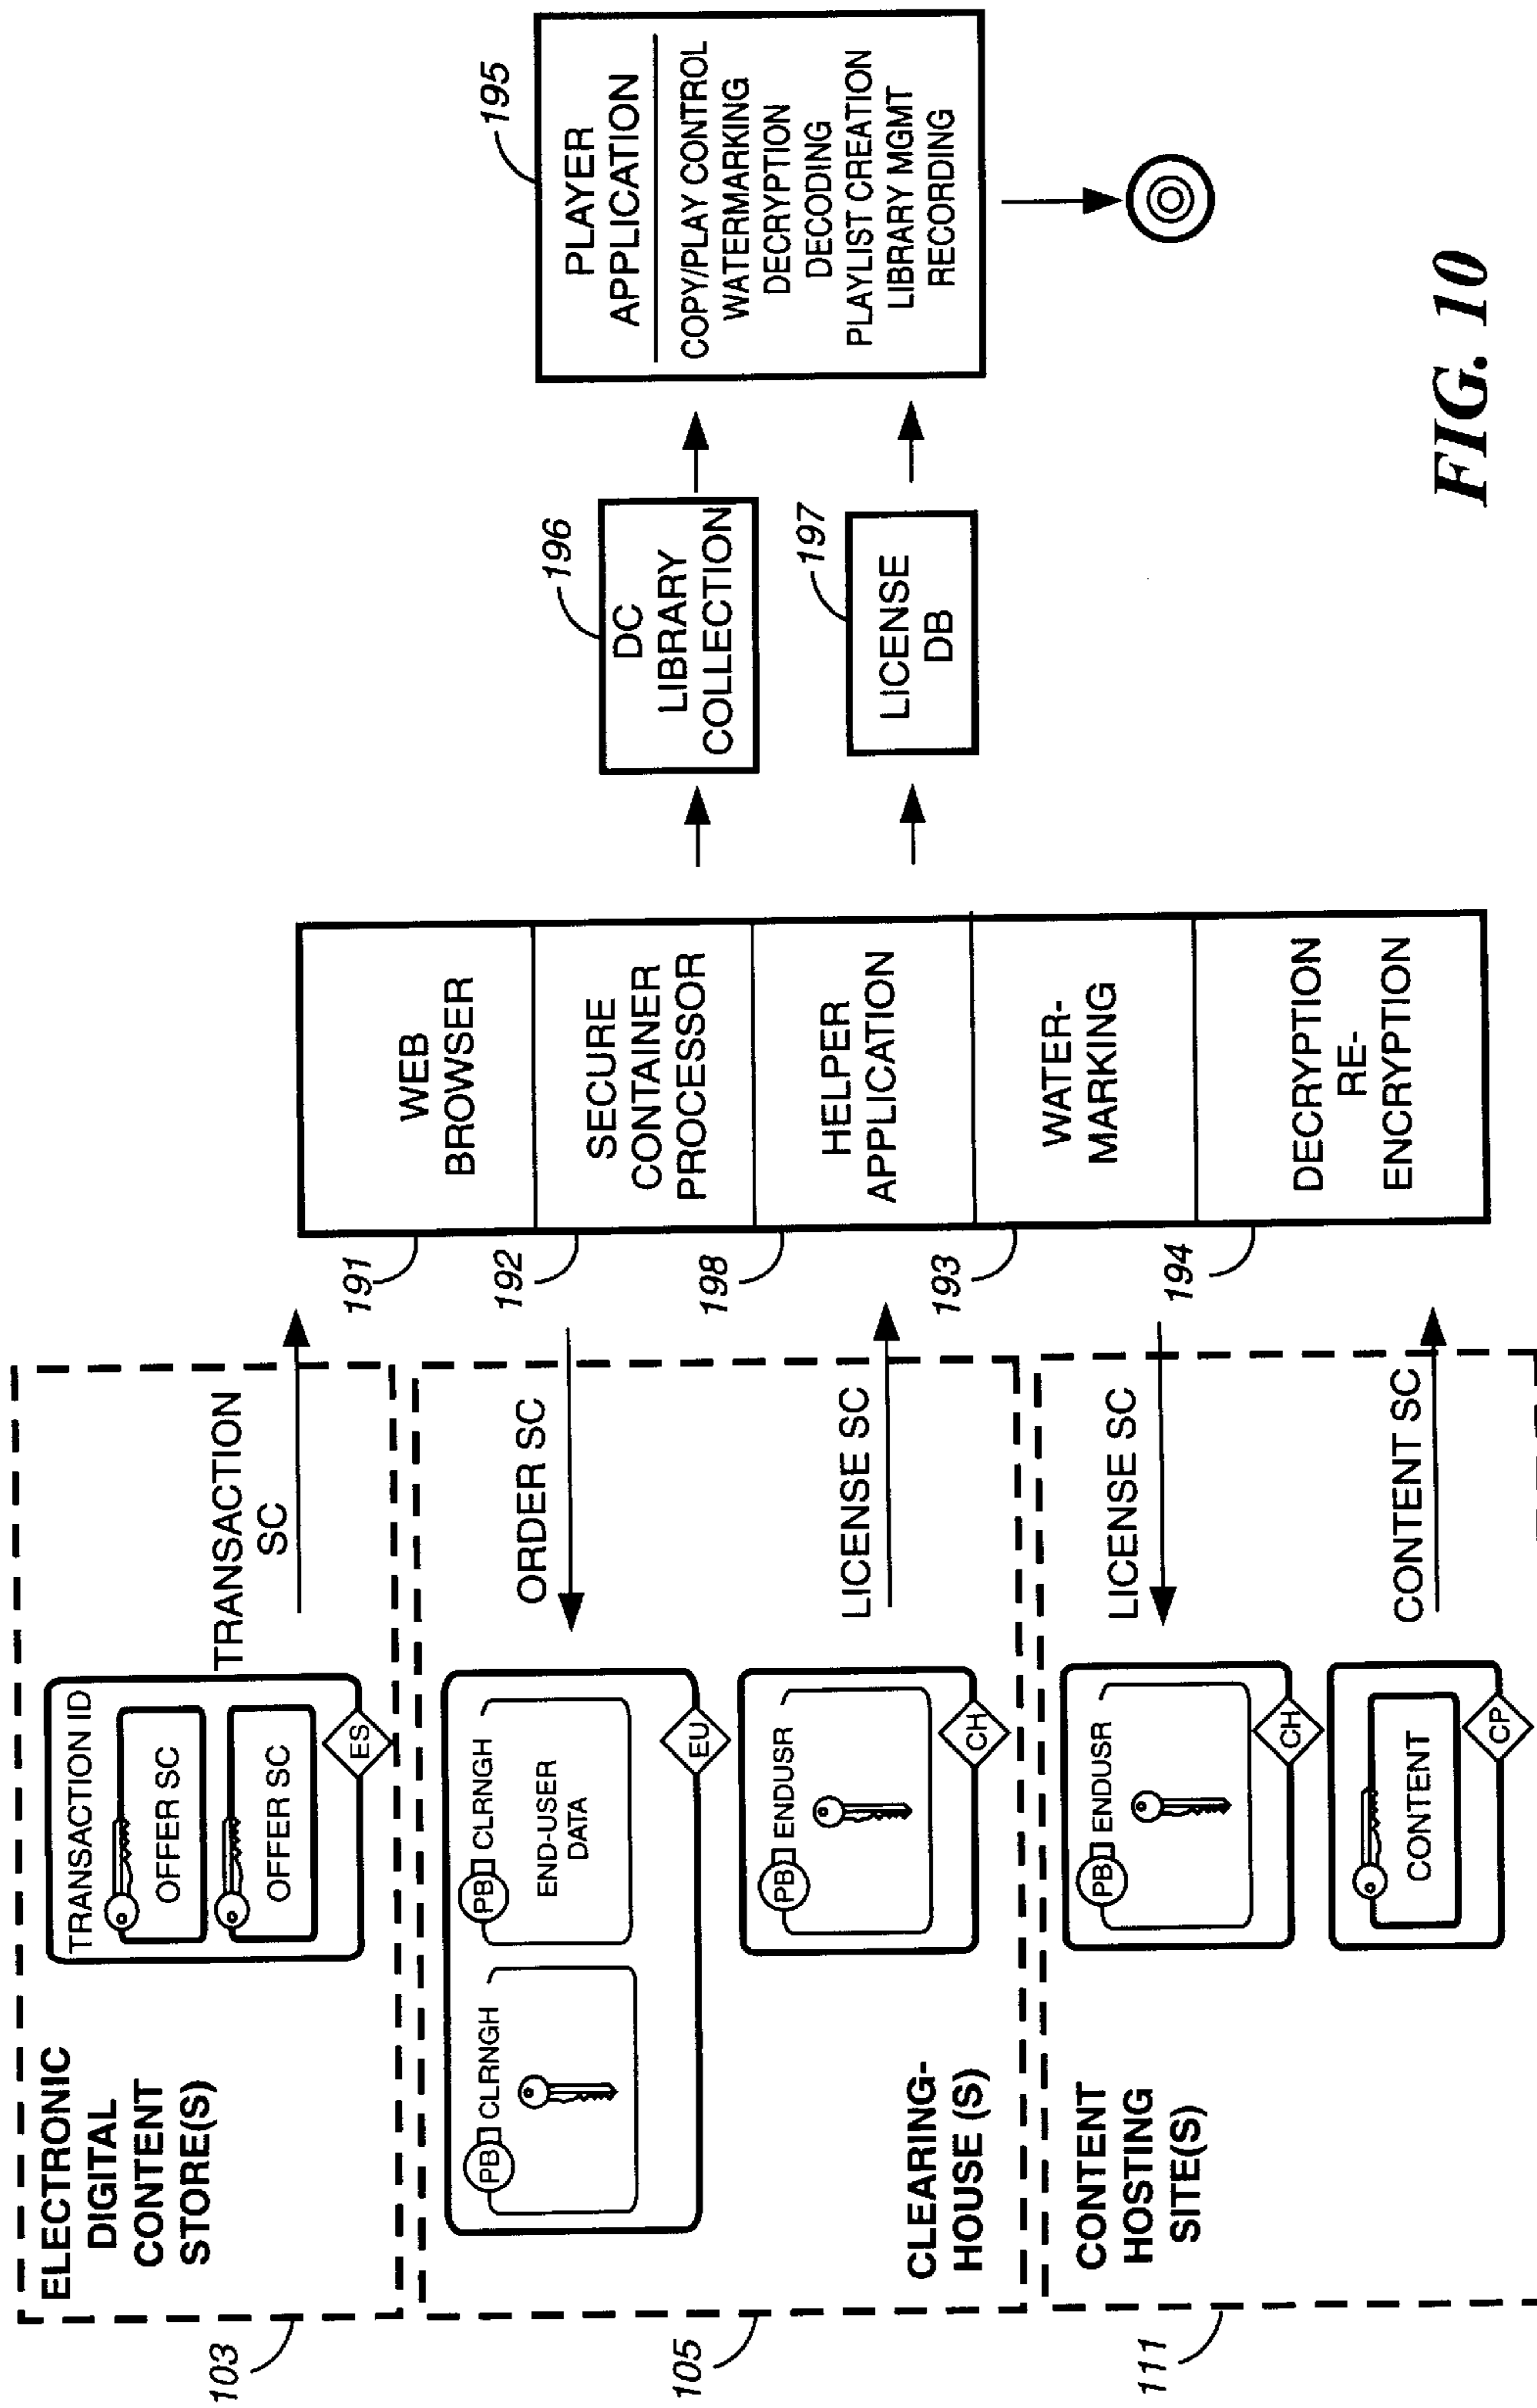 ELECTRONIC
DIGITAL
CONTENT
STORE(S)
103
TRANSACTION ID
OFFER SC
OFFER SC
ES
TRANSACTION
SC
PB CLRNGH
PB CLRNGH
END-USER
DATA
EU
ORDER SC
CLEARING-
HOUSE (S)
105
PB ENDUSR
CH
LICENSE SC
CONTENT
HOSTING
SITE(S)
111
PB ENDUSR
CH
LICENSE SC
CONTENT
CP
CONTENT SC
191
WEB
BROWSER
192
SECURE
CONTAINER
PROCESSOR
198
HELPER
APPLICATION
193
WATER-
MARKING
194
DECRYPTION
RE-
ENCRYPTION
196
DC
LIBRARY
COLLECTION
197
LICENSE
DB
195
PLAYER
APPLICATION
COPY/PLAY CONTROL
WATERMARKING
DECRYPTION
DECODING
PLAYLIST CREATION
LIBRARY MGMT
RECORDING
FIG. 10